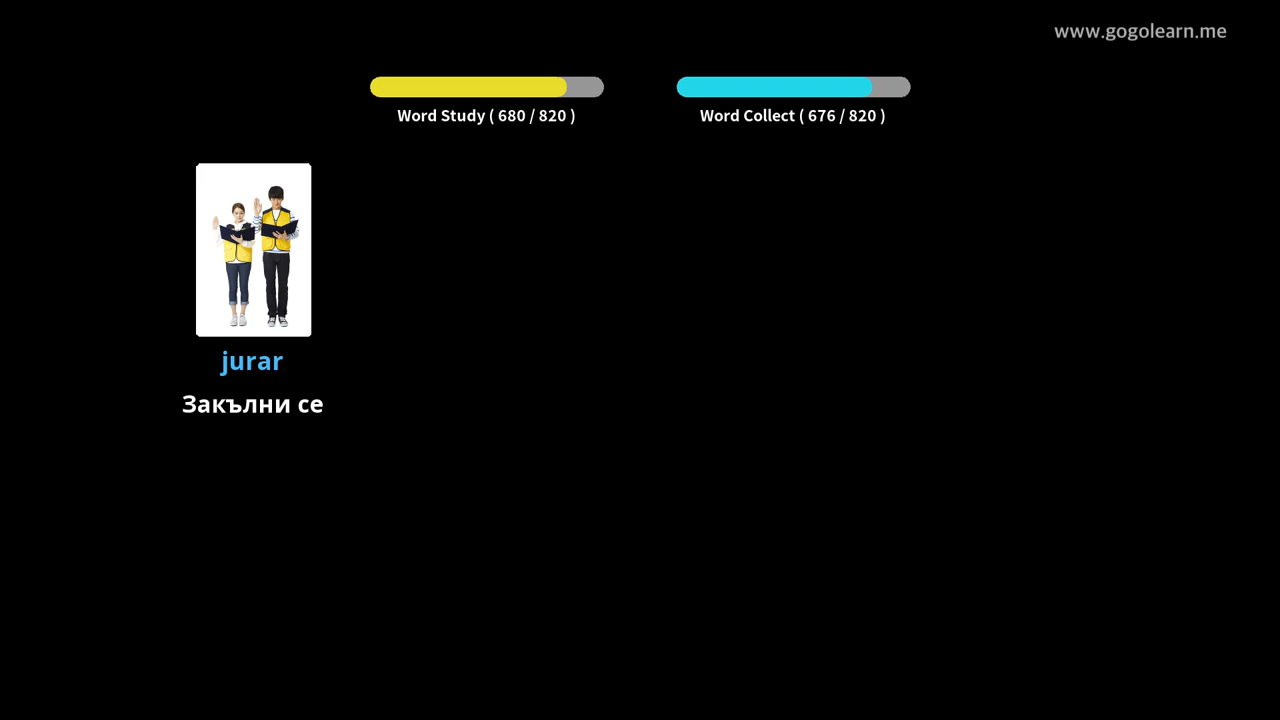 www.gogolearn.me
Word Study ( 680 / 820 )
Word Collect ( 676 / 820 )
jurar
Закълни се